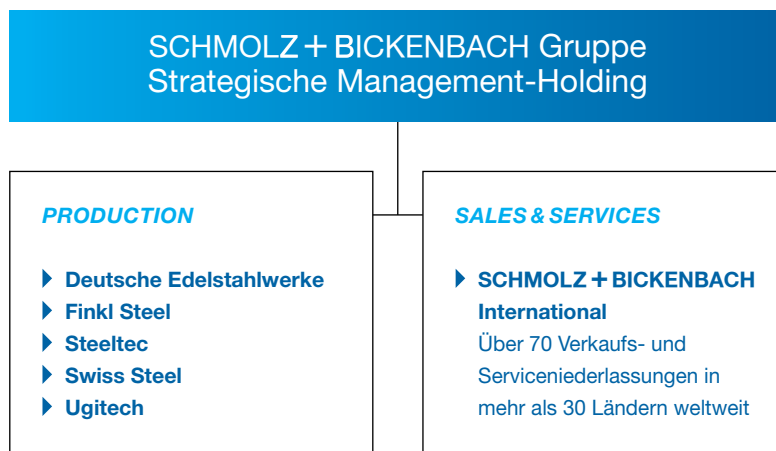 SCHMOLZ + BICKENBACH Gruppe
Strategische Management-Holding
PRODUCTION
Deutsche Edelstahlwerke
Finkl Steel
Steeltec
Swiss Steel
Ugitech
SALES & SERVICES
SCHMOLZ + BICKENBACH
International
Über 70 Verkaufs- und
Serviceniederlassungen in
mehr als 30 Ländern weltweit